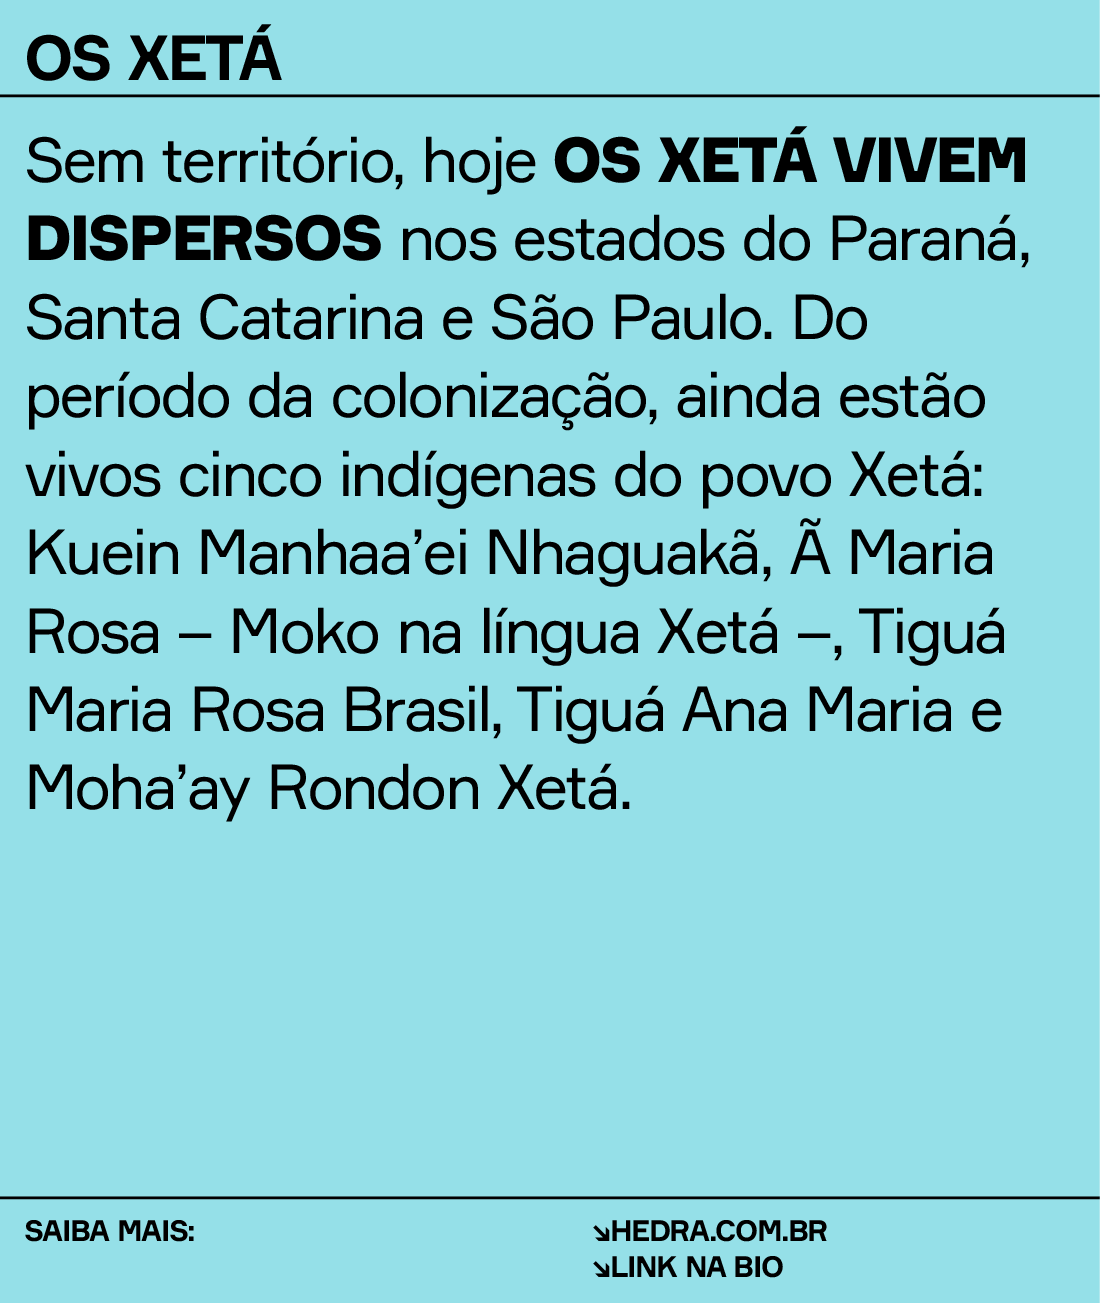 OS XETÁ
Sem território, hoje OS XETÁ VIVEM
DISPERSOS nos estados do Paraná,
Santa Catarina e São Paulo. Do
período da colonização, ainda estão
vivos cinco indígenas do povo Xetá:
Kuein Manhaa’ei Nhaguakã, Ã Maria
Rosa – Moko na língua Xetá –, Tiguá
Maria Rosa Brasil, Tiguá Ana Maria e
Moha’ay Rondon Xetá.
SAIBA MAIS:
↘HEDRA.COM.BR
↘LINK NA BIO